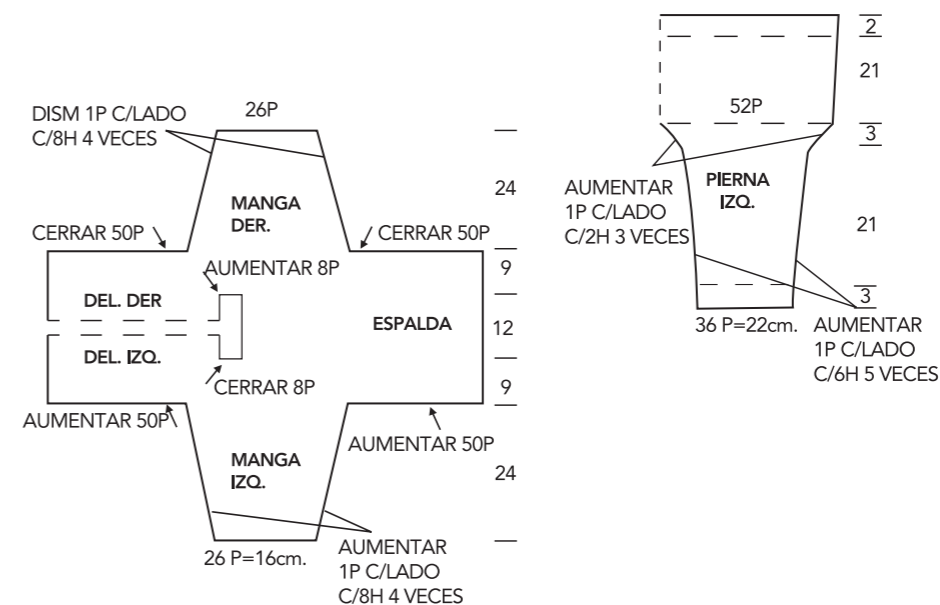 DISM 1P C/LADO
C/8H 4 VECES
26P
MANGA
DER.
CERRAR 50P
CERRAR 50P
24
AUMENTAR 8P
9
DEL. DER
ESPALDA
12
DEL. IZQ.
CERRAR 8P
9
AUMENTAR 50P
AUMENTAR 50P
MANGA
IZQ.
24
26 P=16cm.
AUMENTAR
1P C/LADO
C/8H 4 VECES
2
21
52P
3
AUMENTAR
1P C/LADO
C/2H 3 VECES
PIERNA
IZQ.
21
3
36 P=22cm.
AUMENTAR
1P C/LADO
C/6H 5 VECES